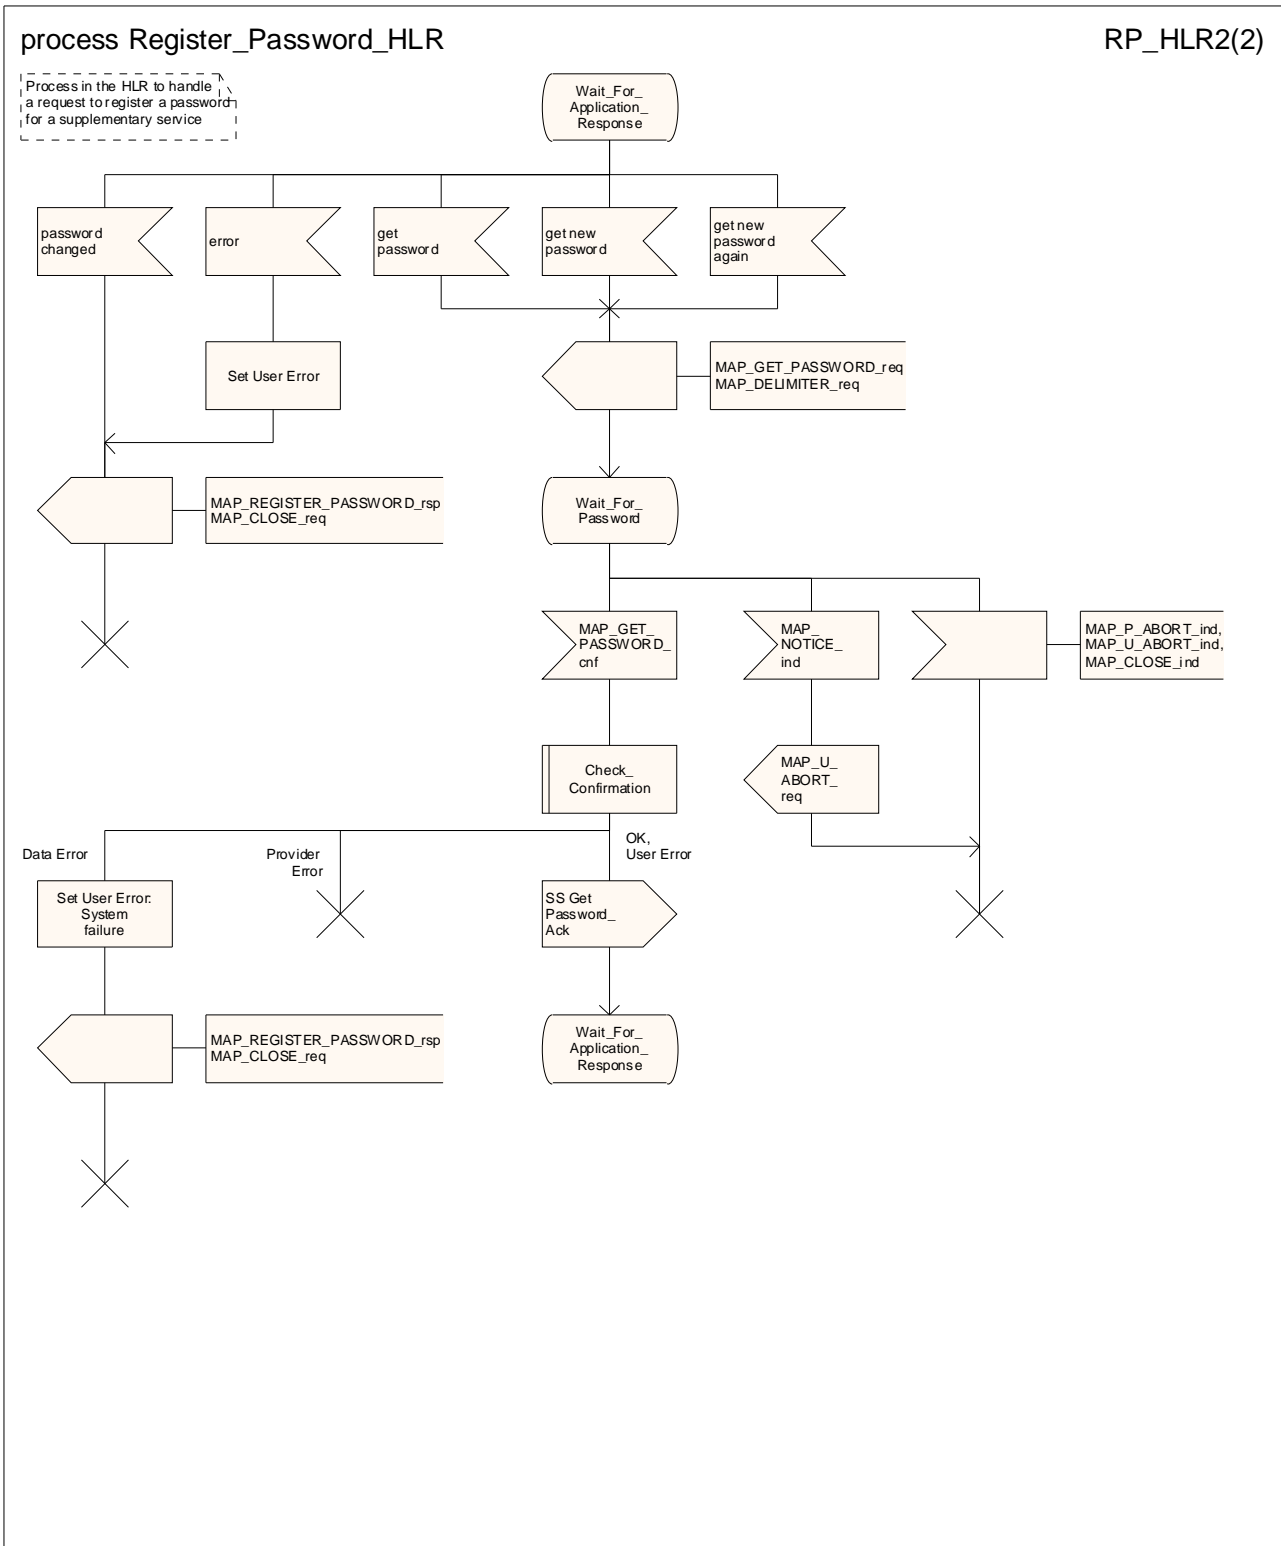 process Register_Password_HLR
RP_HLR2(2)
Process in the HLR to handle
a request to register a password
for a supplementary service
Wait_For_
Application_
Response
password
changed
error
get
password
get new
password
get new
password
again
Set User Error
MAP_GET_PASSWORD_req
MAP_DELIMITER_req
MAP_REGISTER_PASSWORD_rsp
MAP_CLOSE_req
Wait_For_
Password
MAP_GET_
PASSWORD_
cnf
MAP_
NOTICE_
ind
MAP_P_ABORT_ind,
MAP_U_ABORT_ind,
MAP_CLOSE_ind
Check_
Confirmation
MAP_U_
ABORT_
req
Data Error
Provider
Error
OK,
User Error
Set User Error:
System
failure
SS Get
Password_
Ack
MAP_REGISTER_PASSWORD_rsp
MAP_CLOSE_req
Wait_For_
Application_
Response